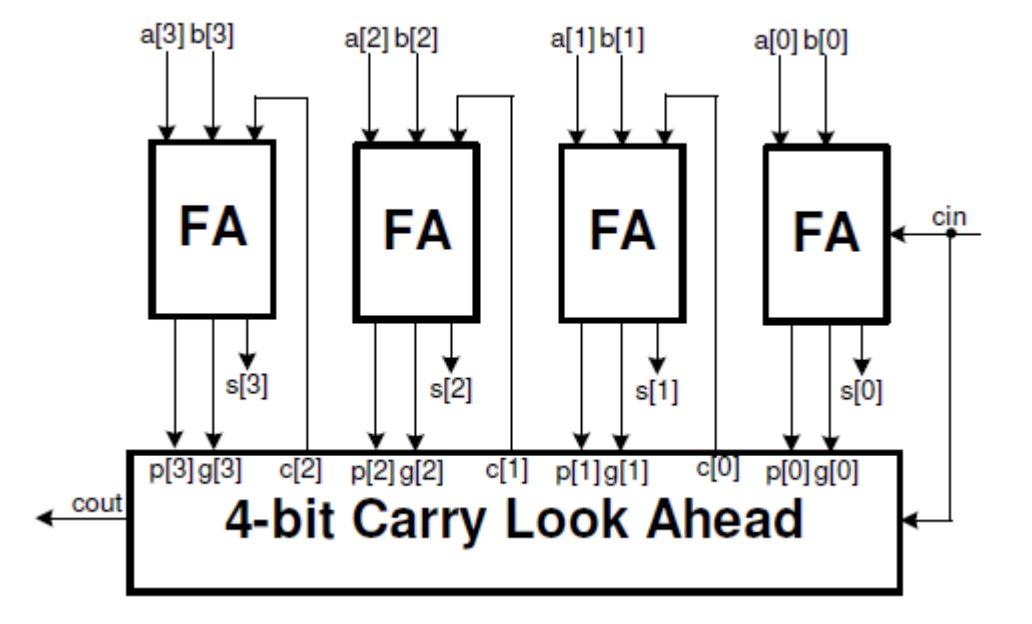 a[3] b[3] a[2] b[2] a[1] b[1] a[0] b[0]
FA FA FA FA
cin
s[3] s[2] s[1] s[0]
p[3] g[3] c[2] p[2] g[2] c[1] p[1] g[1] c[0] p[0] g[0]
cout
4-bit Carry Look Ahead